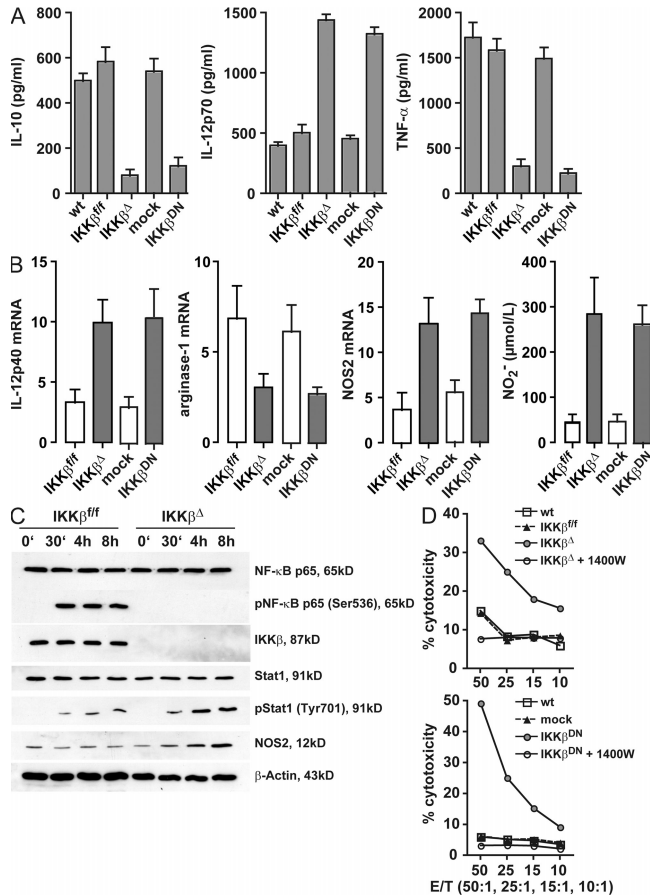 A
IL-10 (pg/ml)
800
600
400
200
0
wt
IKKβf/f
IKKβΔ
mock
IKKβDN
IL-12p70 (pg/ml)
1500
1000
500
0
wt
IKKβf/f
IKKβΔ
mock
IKKβDN
TNF-α (pg/ml)
2000
1500
1000
500
0
wt
IKKβf/f
IKKβΔ
mock
IKKβDN
B
IL-12p40 mRNA
15
10
5
0
IKKβf/f
IKKβΔ
mock
IKKβDN
arginase-1 mRNA
10
5
0
IKKβf/f
IKKβΔ
mock
IKKβDN
NOS2 mRNA
20
15
10
5
0
IKKβf/f
IKKβΔ
mock
IKKβDN
NO2- (µmol/L)
400
300
200
100
0
IKKβf/f
IKKβΔ
mock
IKKβDN
C
IKKβf/f IKKβΔ
0‘ 30‘ 4h 8h 0‘ 30‘ 4h 8h
NF-κB p65, 65kD
pNF-κB p65 (Ser536), 65kD
IKKβ, 87kD
Stat1, 91kD
pStat1 (Tyr701), 91kD
NOS2, 12kD
β-Actin, 43kD
D
% cytotoxicity
40
30
20
10
0
wt
IKKβf/f
IKKβΔ
IKKβΔ + 1400W
50 25 15 10
% cytotoxicity
50
40
30
20
10
0
wt
mock
IKKβDN
IKKβDN + 1400W
50 25 15 10
E/T (50:1, 25:1, 15:1, 10:1)